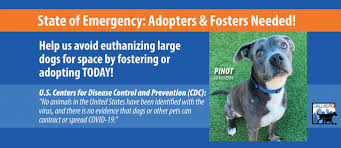 State of Emergency: Adopters & Fosters Needed!
Help us avoid euthanizing large
dogs for space by fostering or
adopting TODAY!
U.S. Centers for Disease Control and Prevention (CDC):
"No animals in the United States have been identified with the
virus, and there is no evidence that dogs or other pets can
contract or spread COVID-19."
PINOT